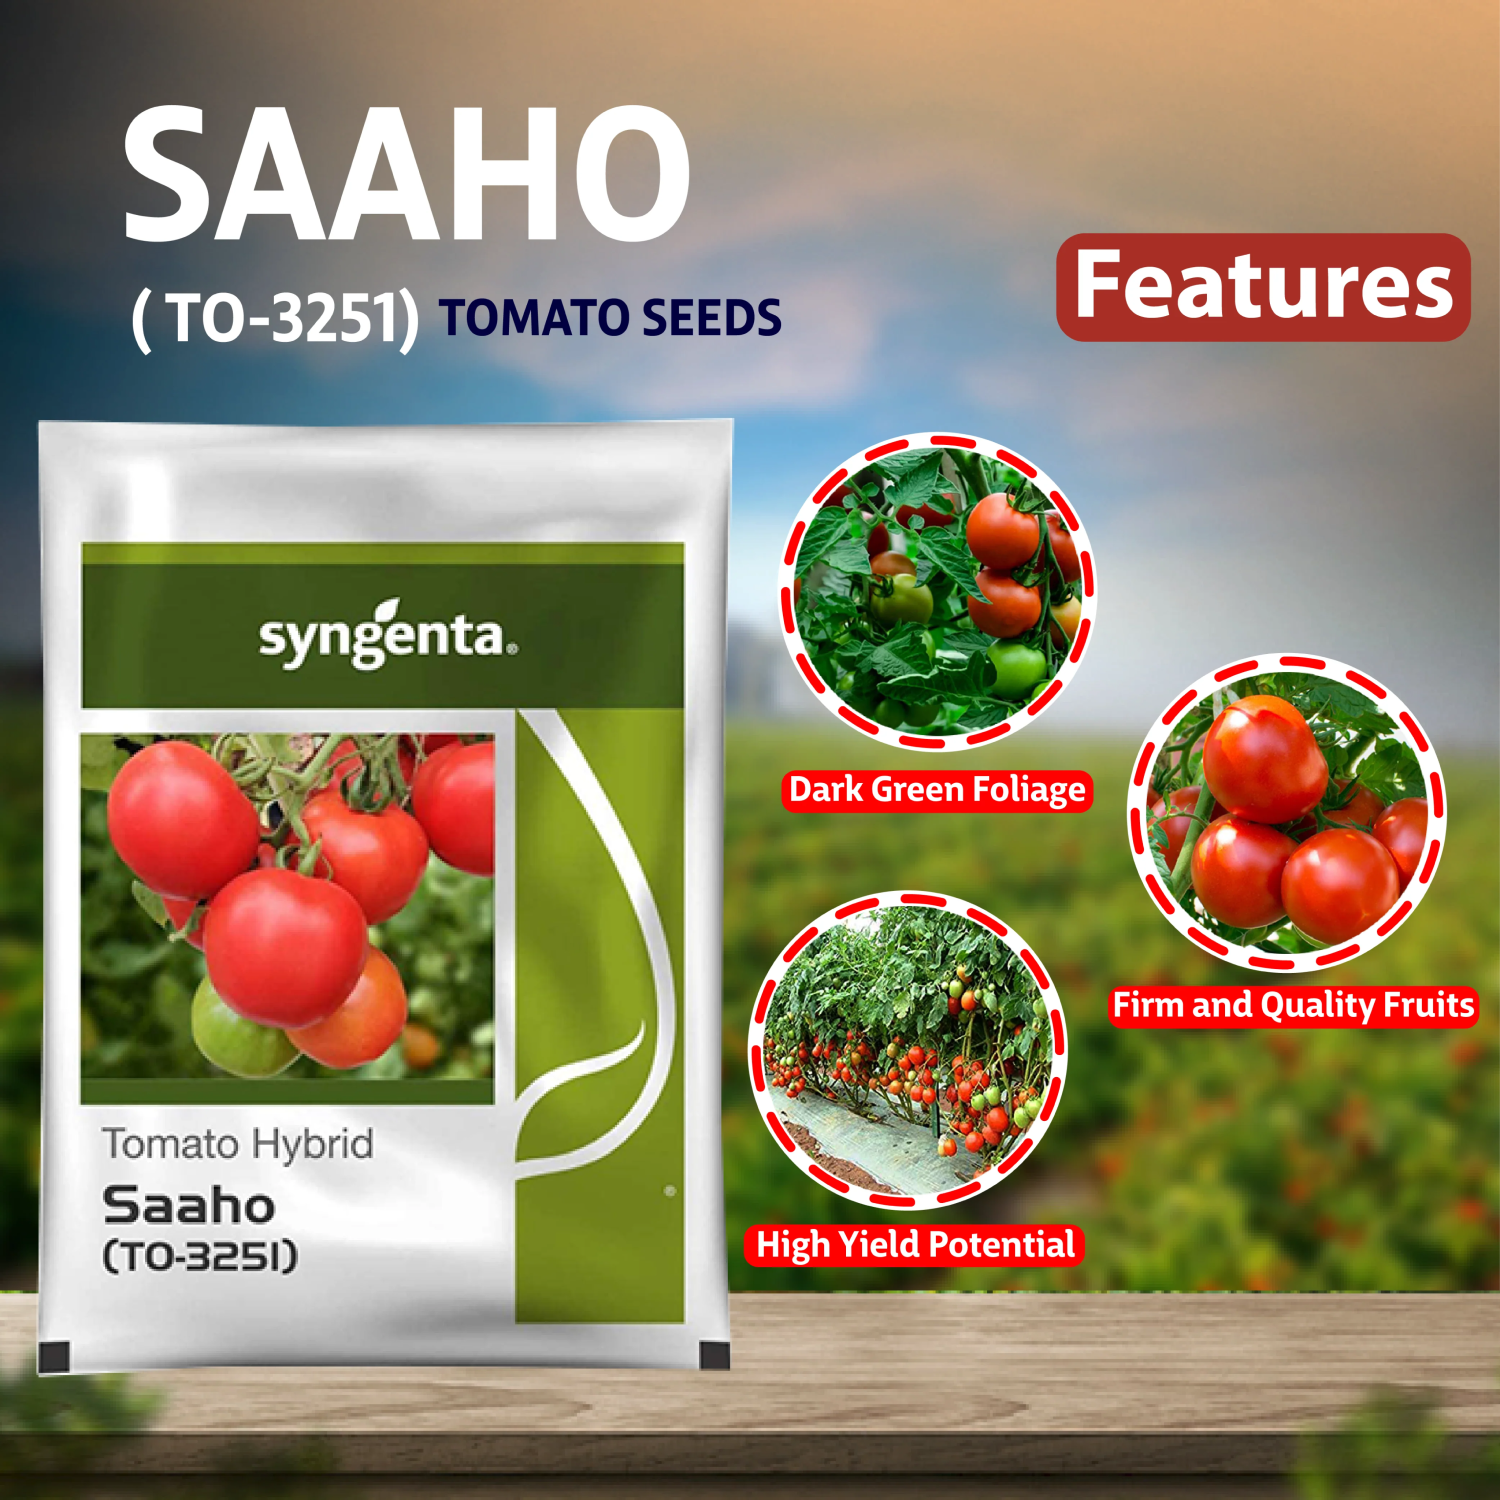 SAAHO
( TO-3251) TOMATO SEEDS
Features
syngenta®
Tomato Hybrid
Saaho
(TO-3251)
®
Dark Green Foliage
Firm and Quality Fruits
High Yield Potential